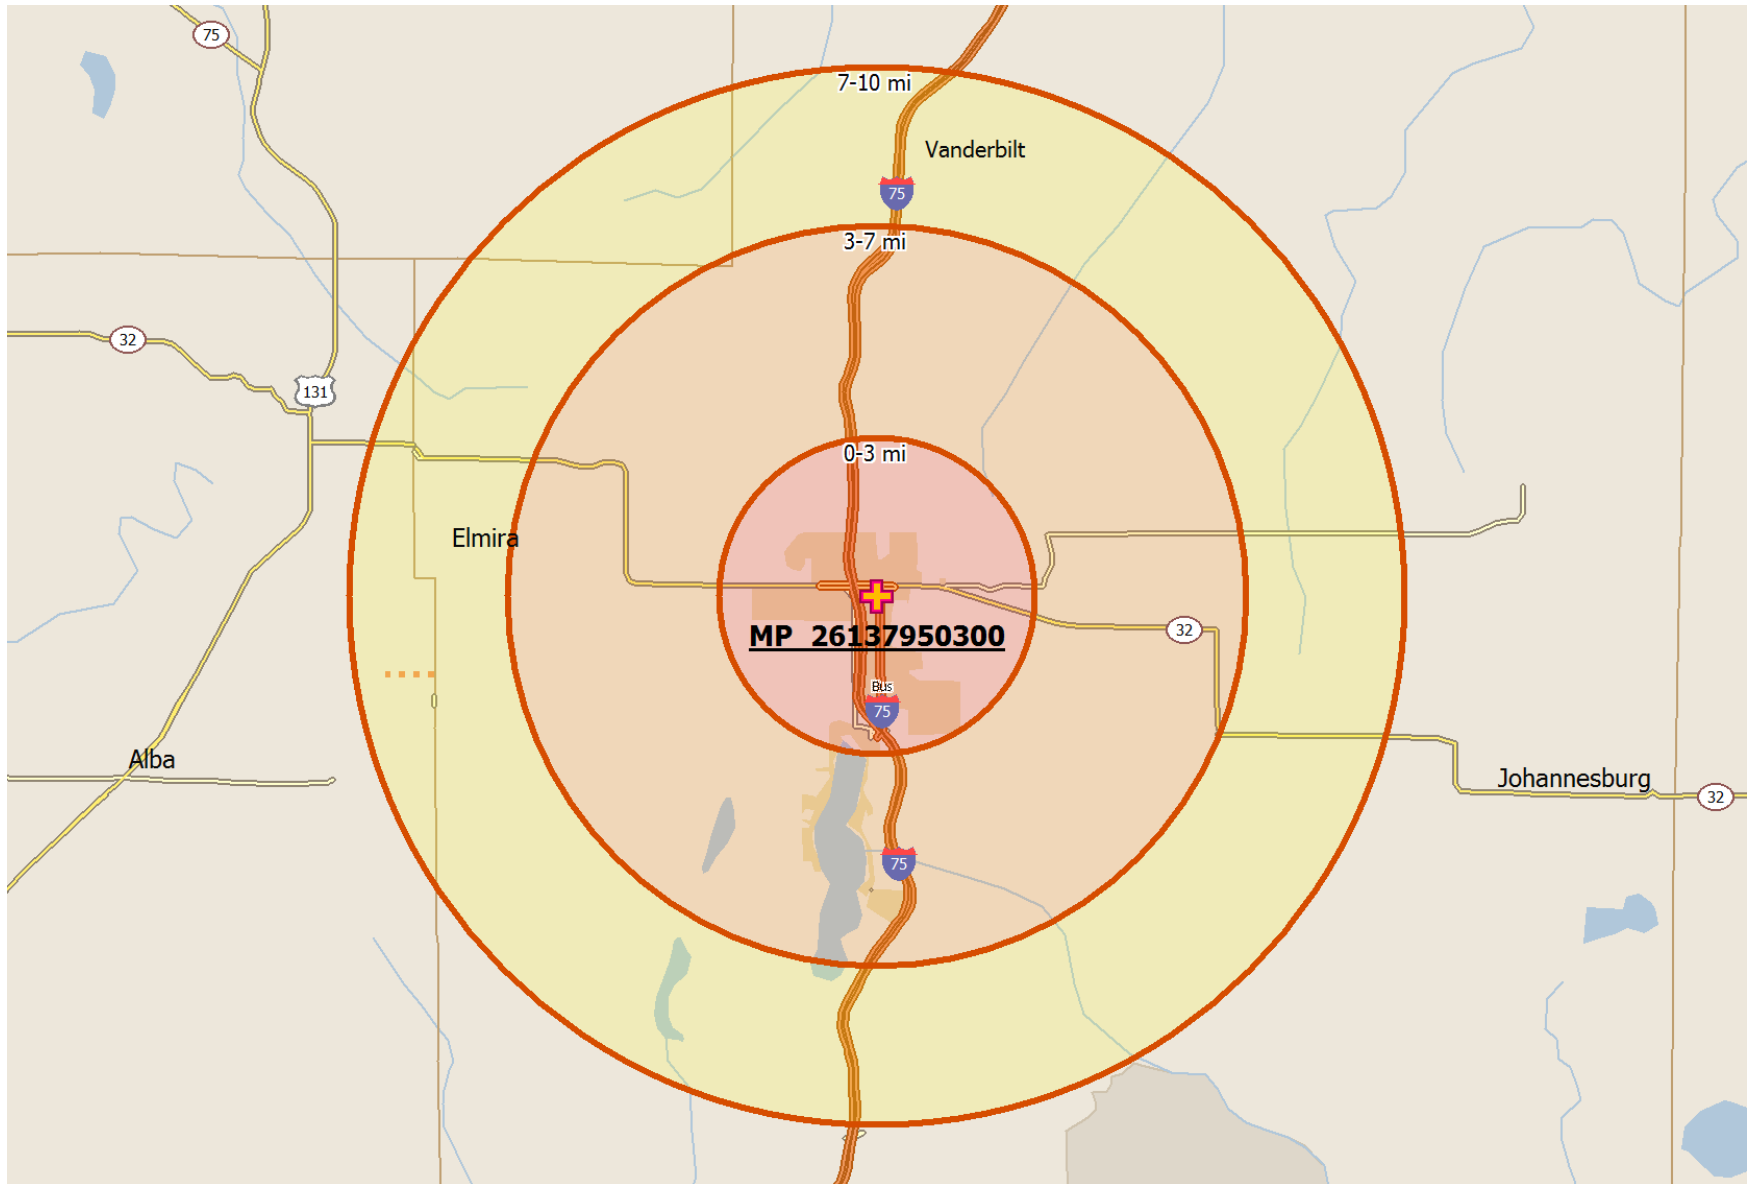 75
7-10 mi
Vanderbilt
75
3-7 mi
32
131
0-3 mi
Elmira
MP 26137950300
32
Bus
75
Alba
Johannesburg
32
75